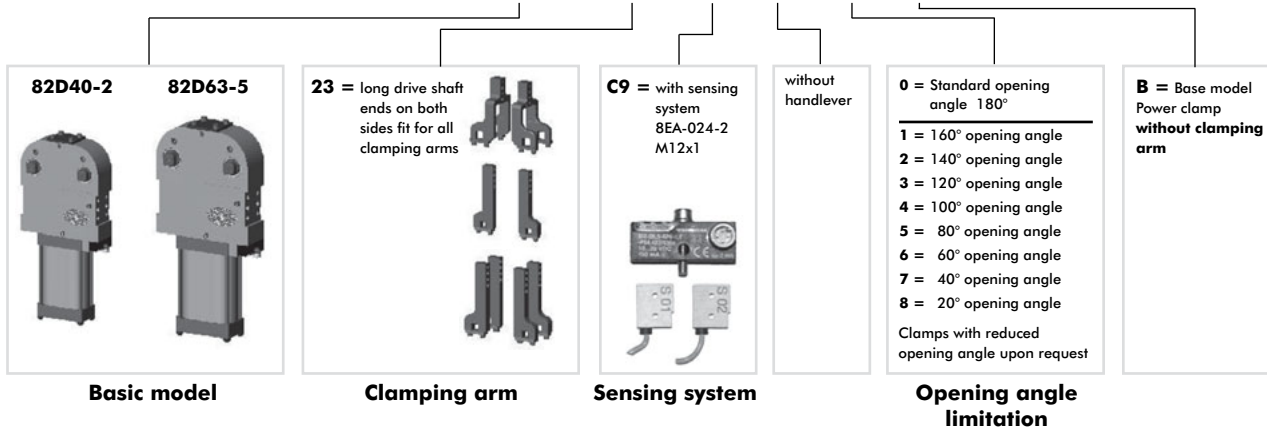 82D40-2 82D63-5
23 = long drive shaft
ends on both
sides fit for all
clamping arms
C9 = with sensing
system
8EA-024-2
M12x1
S 01
S 02
without
handlever
0 = Standard opening
angle 180°
1 = 160° opening angle
2 = 140° opening angle
3 = 120° opening angle
4 = 100° opening angle
5 = 80° opening angle
6 = 60° opening angle
7 = 40° opening angle
8 = 20° opening angle
Clamps with reduced
opening angle upon request
B = Base model
Power clamp
without clamping
arm
Basic model
Clamping arm
Sensing system
Opening angle
limitation